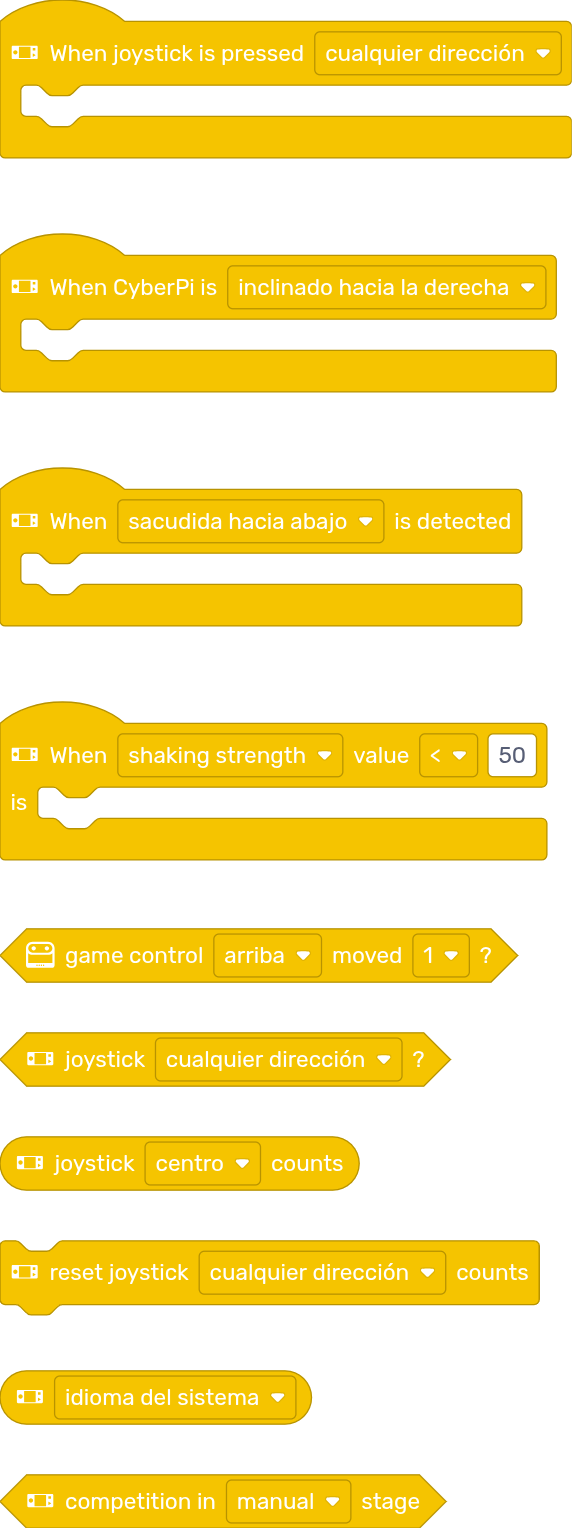 When joystick is pressed cualquier dirección
When CyberPi is inclinado hacia la derecha
When sacudida hacia abajo is detected
When shaking strength value < 50
is
game control arriba moved 1 ?
joystick cualquier dirección ?
joystick centro counts
reset joystick cualquier dirección counts
idioma del sistema
competition in manual stage